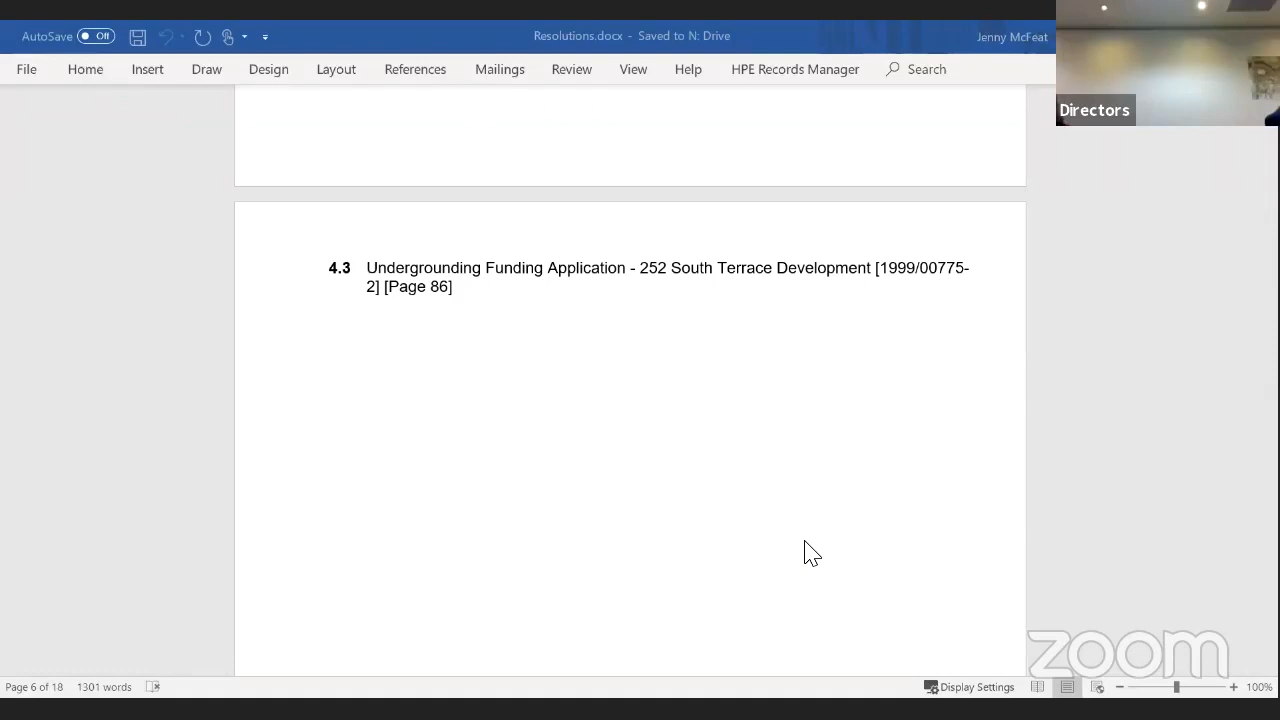 AutoSave Off Resolutions.docx - Saved to N: Drive Jenny McFeat
File Home Insert Draw Design Layout References Mailings Review View Help HPE Records Manager Search
Directors
4.3 Undergrounding Funding Application - 252 South Terrace Development [1999/00775-
2] [Page 86]
zoom
Page 6 of 18 1301 words Display Settings 100%